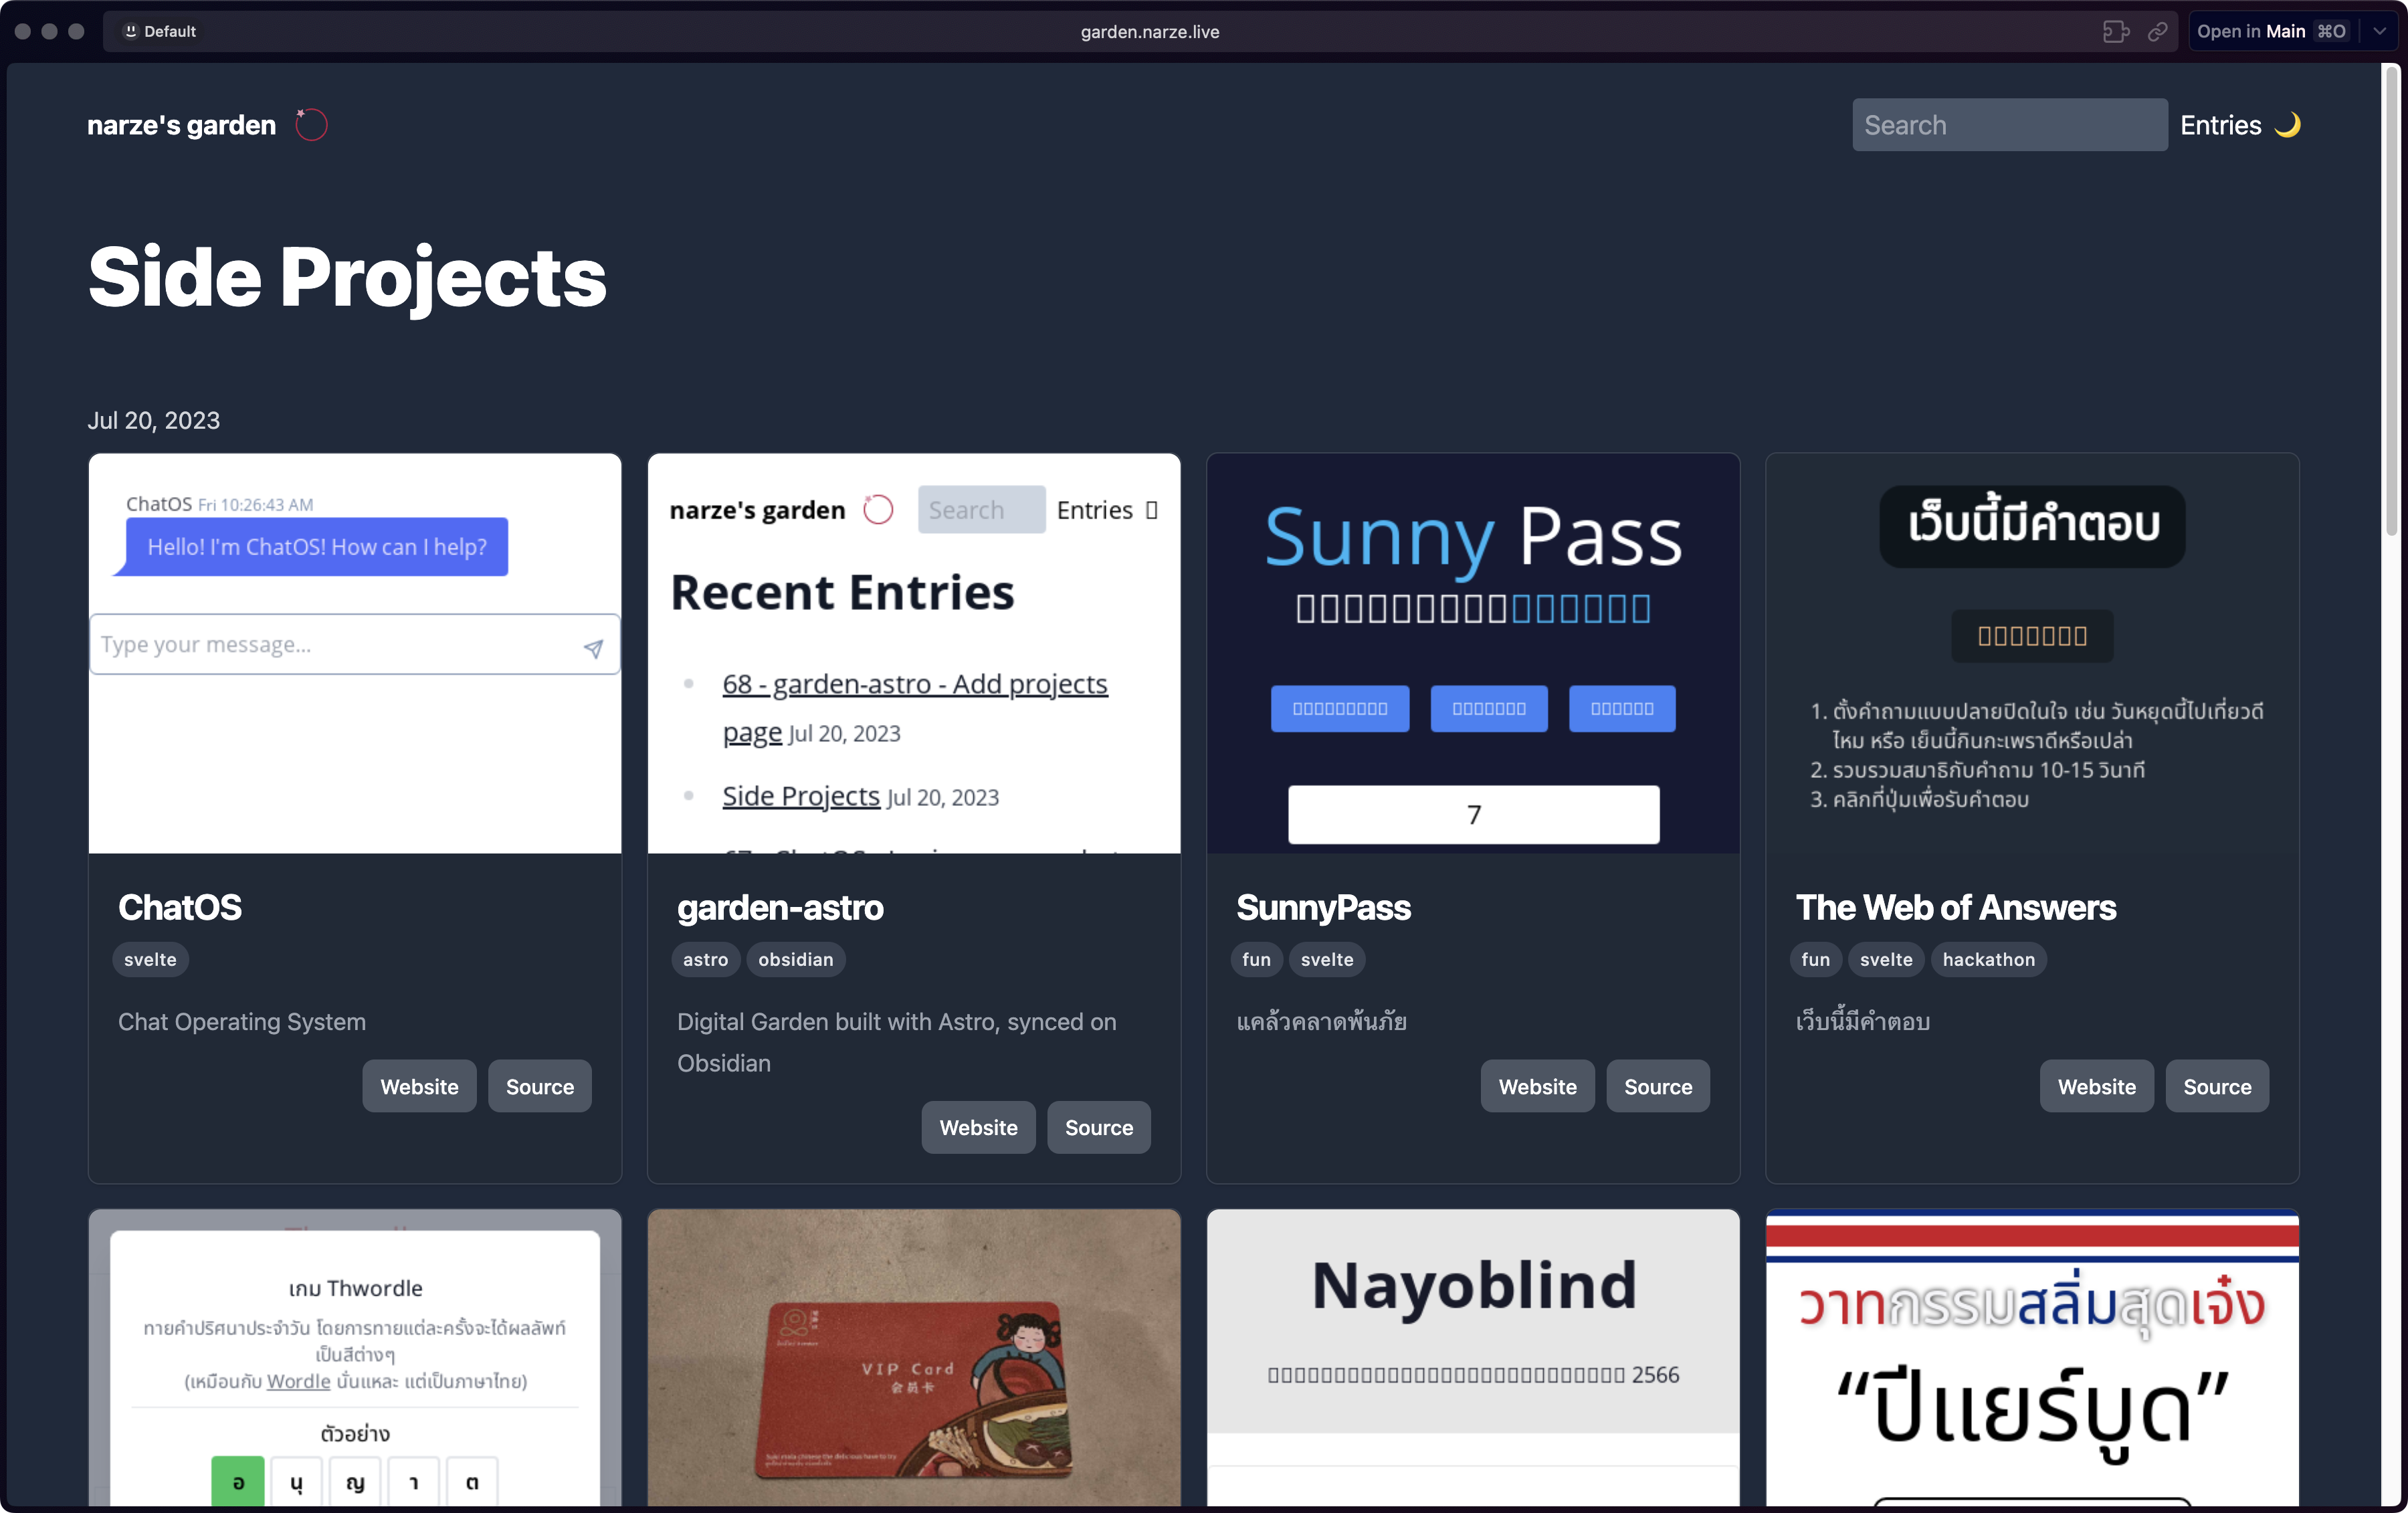 Default
garden.narze.live
Open in Main ⌘O
narze's garden
Search
Entries 🌙
Side Projects
Jul 20, 2023
ChatOS Fri 10:26:43 AM
Hello! I'm ChatOS! How can I help?
Type your message...
ChatOS
svelte
Chat Operating System
Website Source
narze's garden Search Entries
Recent Entries
68 - garden-astro - Add projects
page Jul 20, 2023
Side Projects Jul 20, 2023
garden-astro
astro obsidian
Digital Garden built with Astro, synced on
Obsidian
Website Source
Sunny Pass
7
SunnyPass
fun svelte
แคล้วคลาดพ้นภัย
Website Source
เว็บนี้มีคำตอบ
1. ตั้งคำถามแบบปลายปิดในใจ เช่น วันหยุดนี้ไปเที่ยวดี
ไหม หรือ เย็นนี้กินกะเพราดีหรือเปล่า
2. รวบรวมสมาธิกับคำถาม 10-15 วินาที
3. คลิกที่ปุ่มเพื่อรับคำตอบ
The Web of Answers
fun svelte hackathon
เว็บนี้มีคำตอบ
Website Source
เกม Thwordle
ทายคำปริศนาประจำวัน โดยการทายแต่ละครั้งจะได้ผลลัพท์
เป็นสีต่างๆ
(เหมือนกับ Wordle นั่นแหละ แต่เป็นภาษาไทย)
ตัวอย่าง
อ นุ ญ า ต
VIP Card
会员卡
Nayoblind
2566
วาทกรรมสลิ่มสุดเจ๋ง
“ปีแยร์บูด”